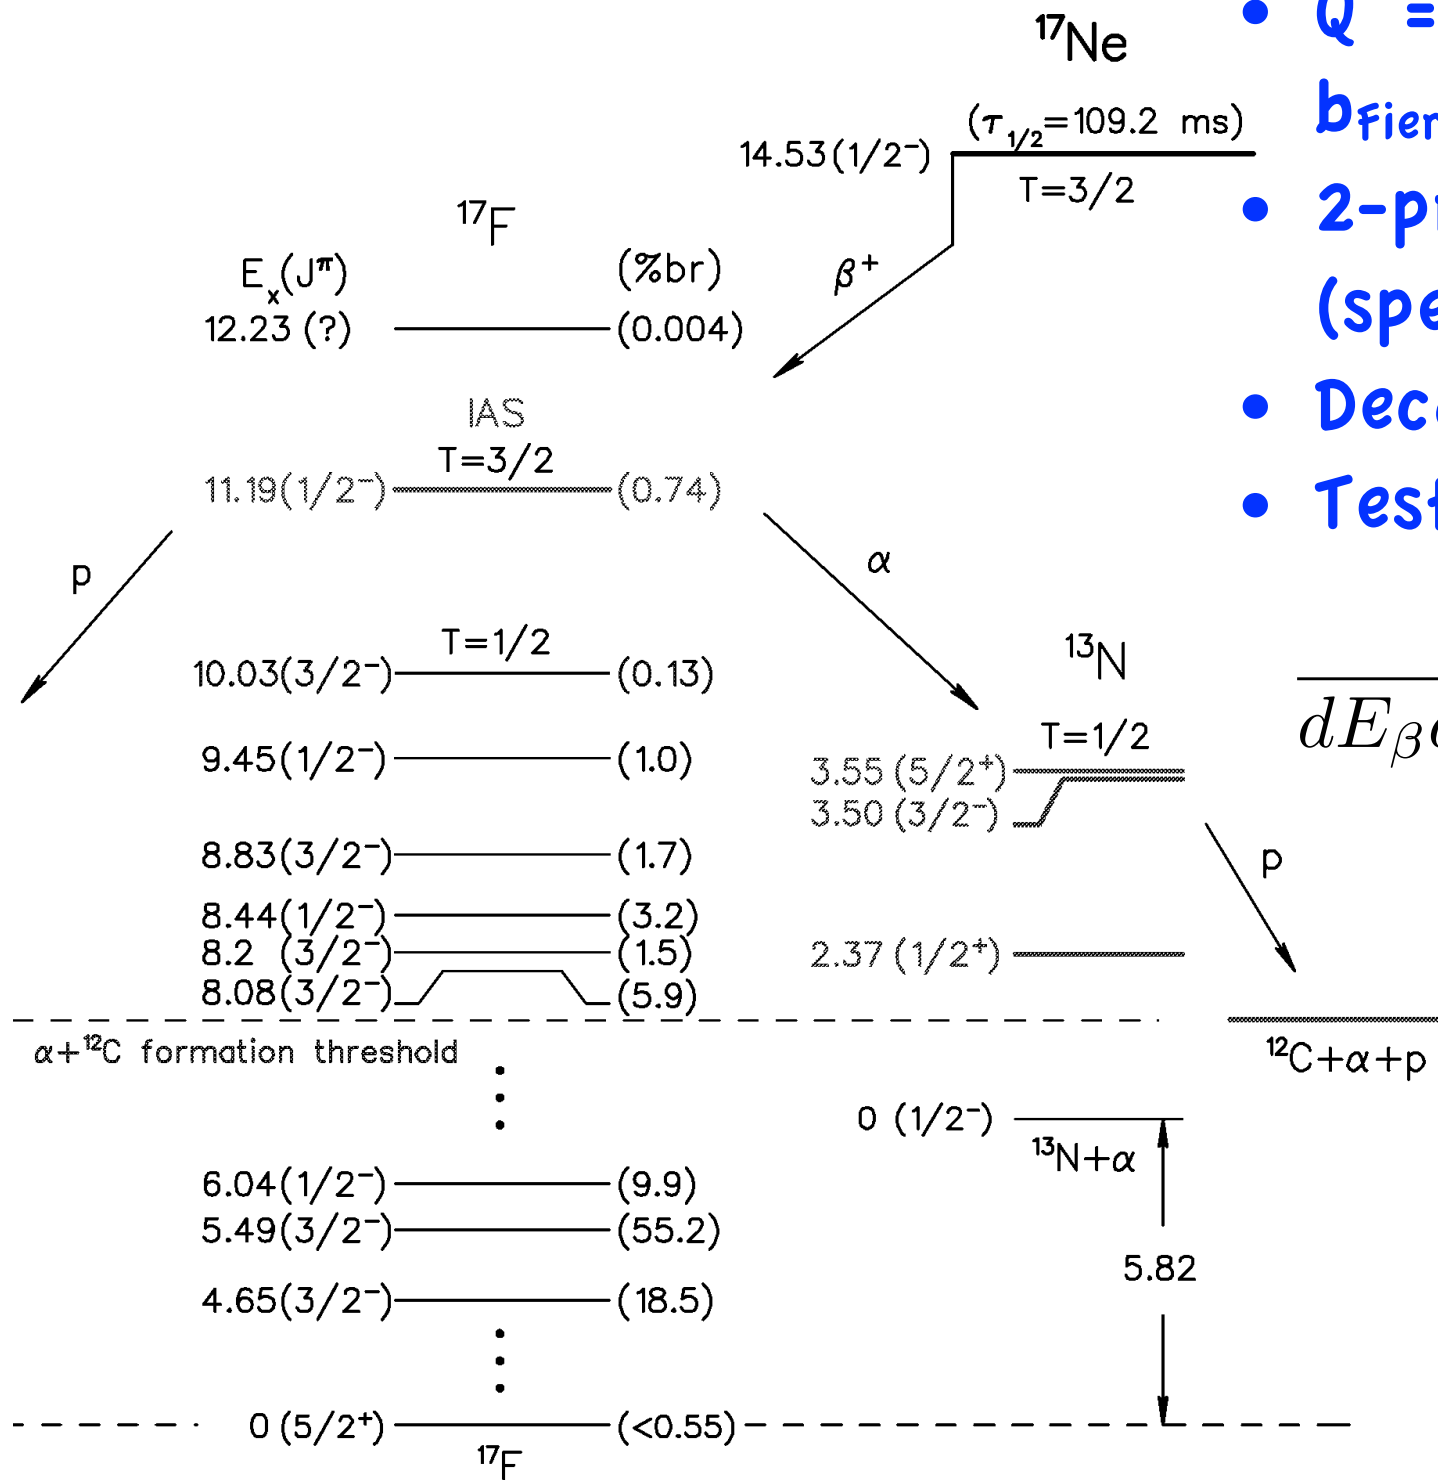 • Q =
¹⁷Ne
(τ₁/₂=109.2 ms)
14.53(1/2⁻)
T=3/2
• 2-p
β⁺
¹⁷F
Eₓ(Jᵖⁱ) (%br)
12.23 (?) (0.004)
(spe
IAS
T=3/2
11.19(1/2⁻) (0.74)
• Dec
• Test
p
α
T=1/2
10.03(3/2⁻) (0.13)
9.45(1/2⁻) (1.0)
8.83(3/2⁻) (1.7)
8.44(1/2⁻) (3.2)
8.2 (3/2⁻) (1.5)
8.08(3/2⁻) (5.9)
¹³N
T=1/2
3.55 (5/2⁺)
3.50 (3/2⁻)
2.37 (1/2⁺)
dEᵦ
p
α+¹²C formation threshold
¹²C+α+p
0 (1/2⁻)
¹³N+α
5.82
6.04(1/2⁻) (9.9)
5.49(3/2⁻) (55.2)
4.65(3/2⁻) (18.5)
0 (5/2⁺) (<0.55)
¹⁷F